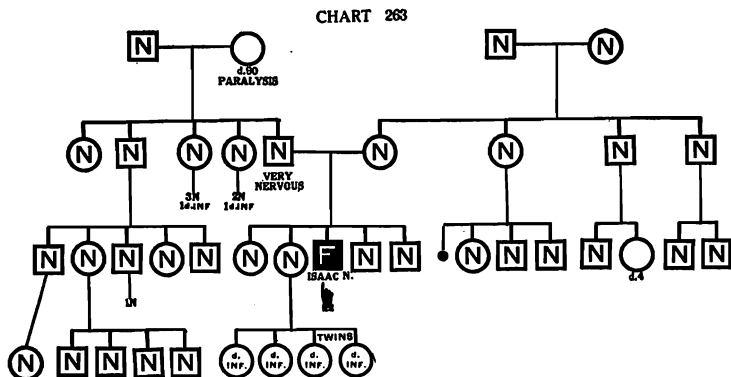 CHART 263
N N N
d.90
PARALYSIS
N N N N N N N N N N
VERY
NERVOUS
3N 2N
1d.INF 1d.INF
N N N N N N N F N N N N N N N N
ISAAC N.
d.4
1N
TWINS
N N N N N d. d. d. d.
INF. INF. INF. INF.